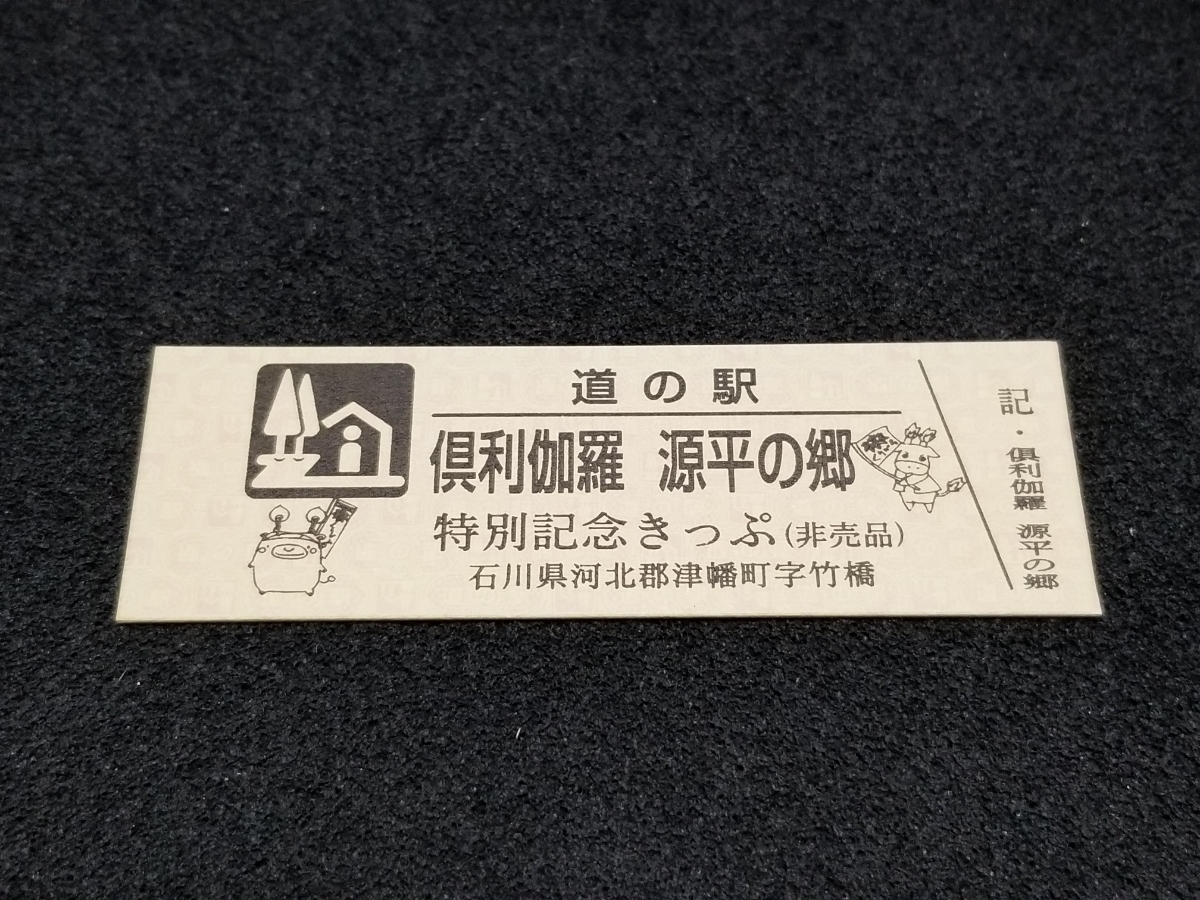 道の駅
倶利伽羅 源平の郷
特別記念きっぷ(非売品)
石川県河北郡津幡町字竹橋
記・倶利伽羅 源平の郷